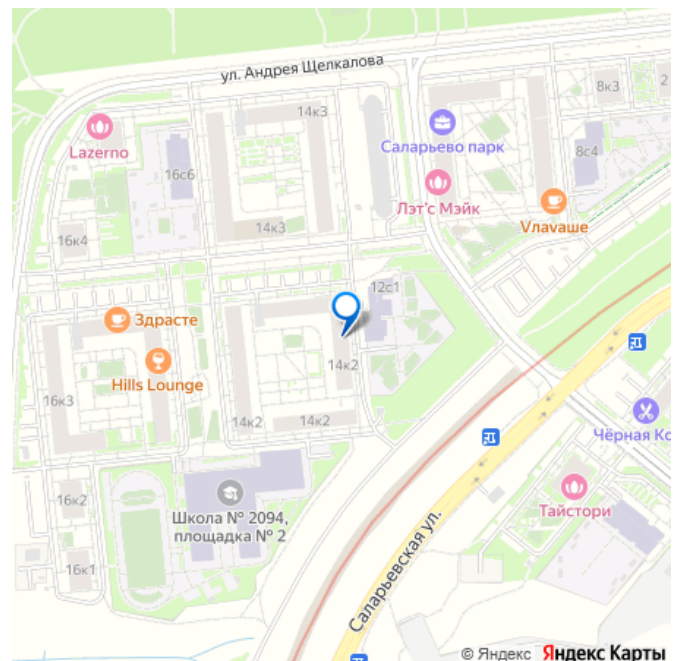 ул. Андрея Щелкалова
8к3
2
14к3
Lazerno
Саларьево парк
16с6
8с4
Лэт'с Мэйк
Vлаvаше
14к3
16к4
12с1
Здрасте
14к2
Hills Lounge
16к3
14к2
14к2
Чёрная Ко
Школа № 2094,
площадка № 2
16к2
Тайстори
16к1
Саларьевская ул.
© Яндекс Яндекс Карты